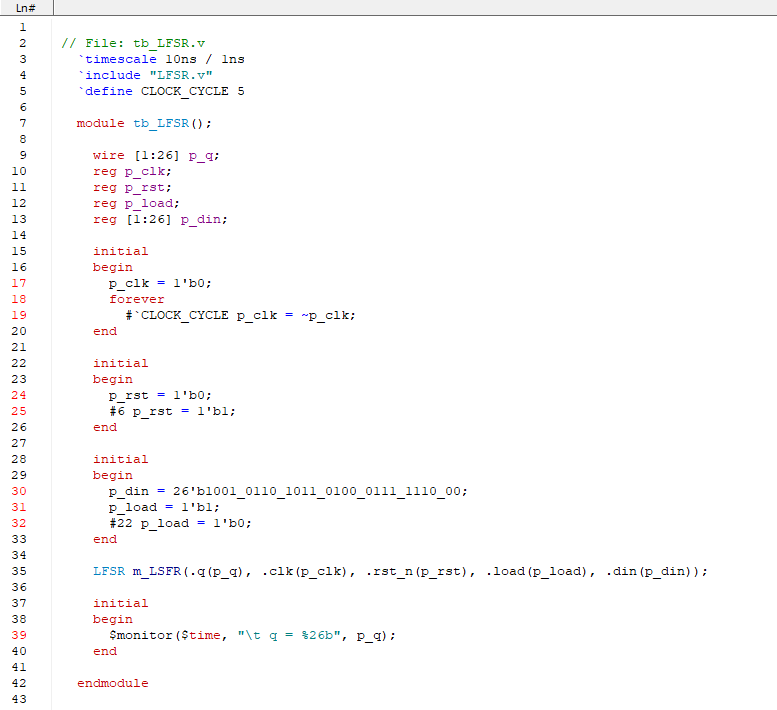 Ln#
1
2 // File: tb_LFSR.v
3 `timescale 10ns / 1ns
4 `include "LFSR.v"
5 `define CLOCK_CYCLE 5
6
7 module tb_LFSR();
8
9 wire [1:26] p_q;
10 reg p_clk;
11 reg p_rst;
12 reg p_load;
13 reg [1:26] p_din;
14
15 initial
16 begin
17 p_clk = 1'b0;
18 forever
19 #`CLOCK_CYCLE p_clk = ~p_clk;
20 end
21
22 initial
23 begin
24 p_rst = 1'b0;
25 #6 p_rst = 1'b1;
26 end
27
28 initial
29 begin
30 p_din = 26'b1001_0110_1011_0100_0111_1110_00;
31 p_load = 1'b1;
32 #22 p_load = 1'b0;
33 end
34
35 LFSR m_LSFR(.q(p_q), .clk(p_clk), .rst_n(p_rst), .load(p_load), .din(p_din));
36
37 initial
38 begin
39 $monitor($time, "\t q = %26b", p_q);
40 end
41
42 endmodule
43